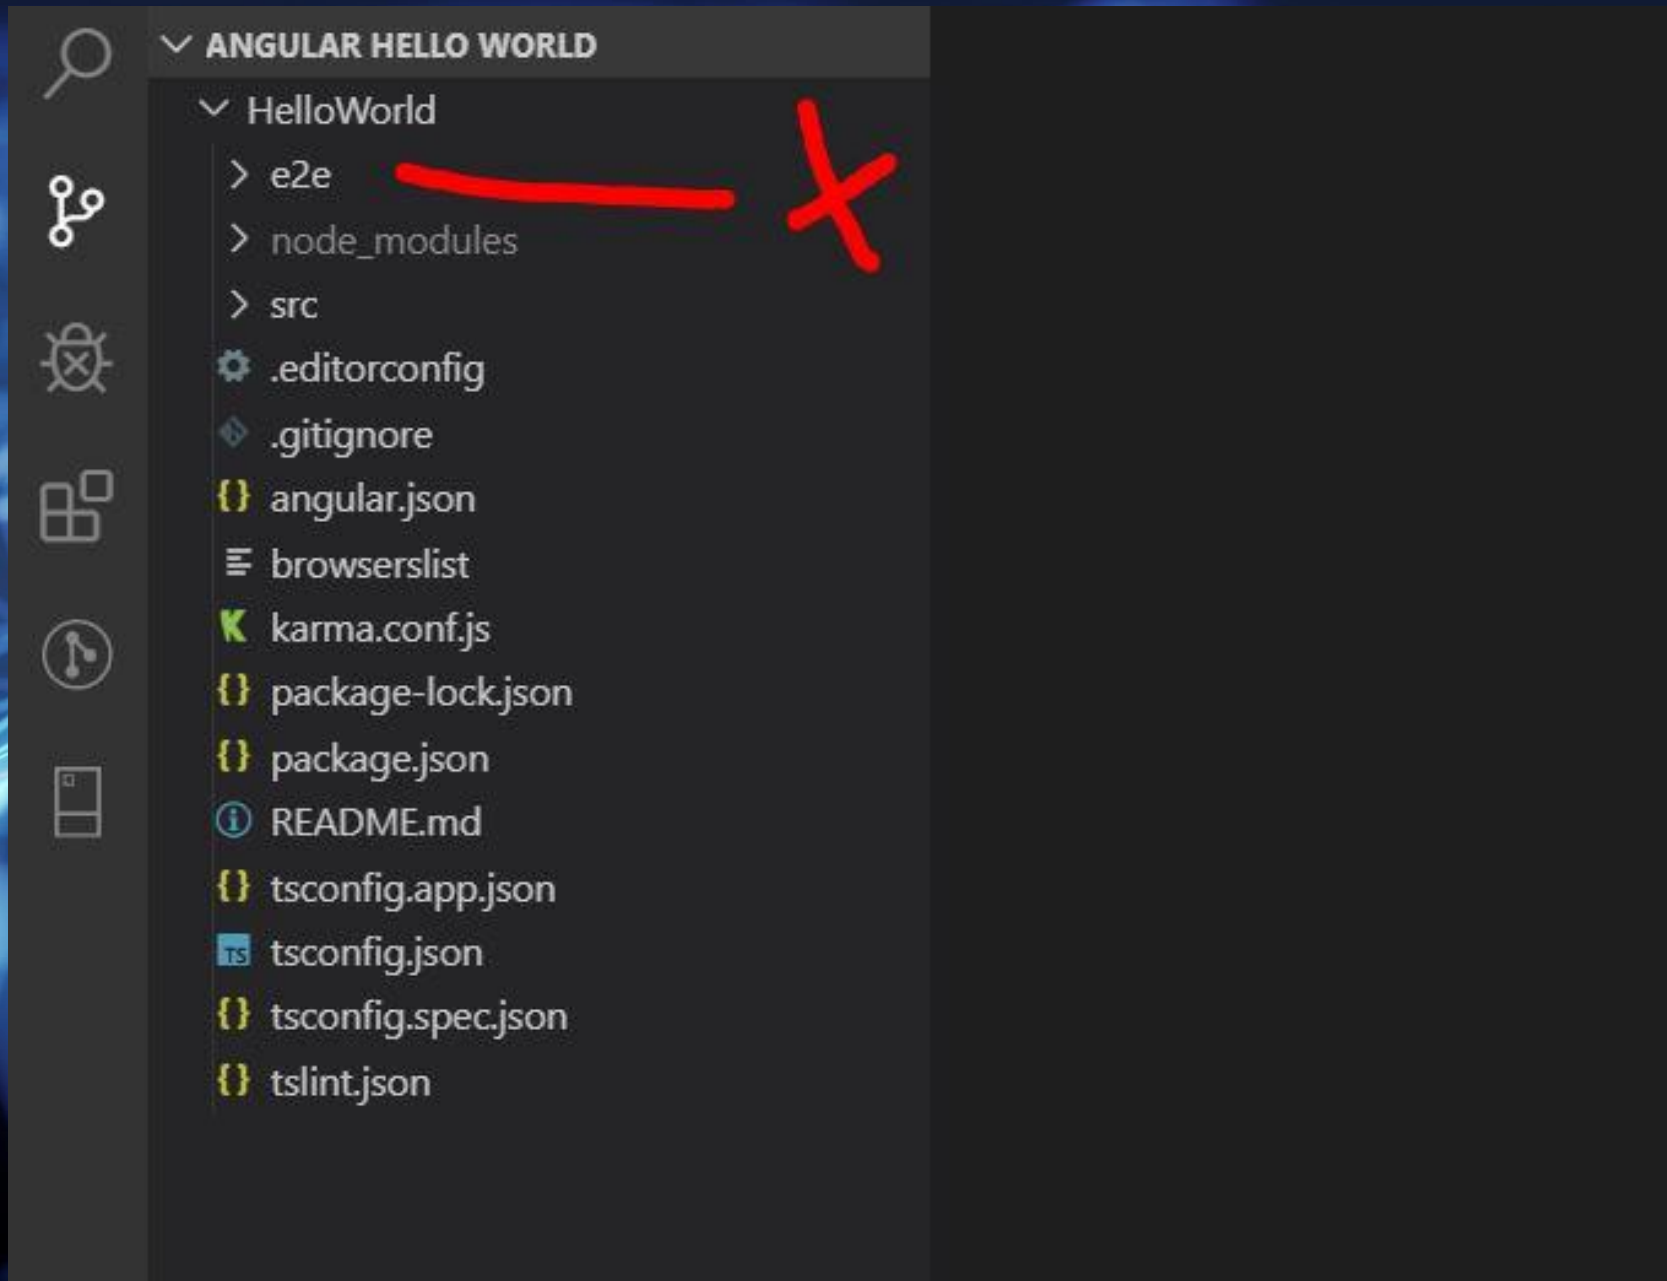 ANGULAR HELLO WORLD
HelloWorld
e2e
node_modules
src
.editorconfig
.gitignore
angular.json
browserslist
karma.conf.js
package-lock.json
package.json
README.md
tsconfig.app.json
TS tsconfig.json
tsconfig.spec.json
tslint.json